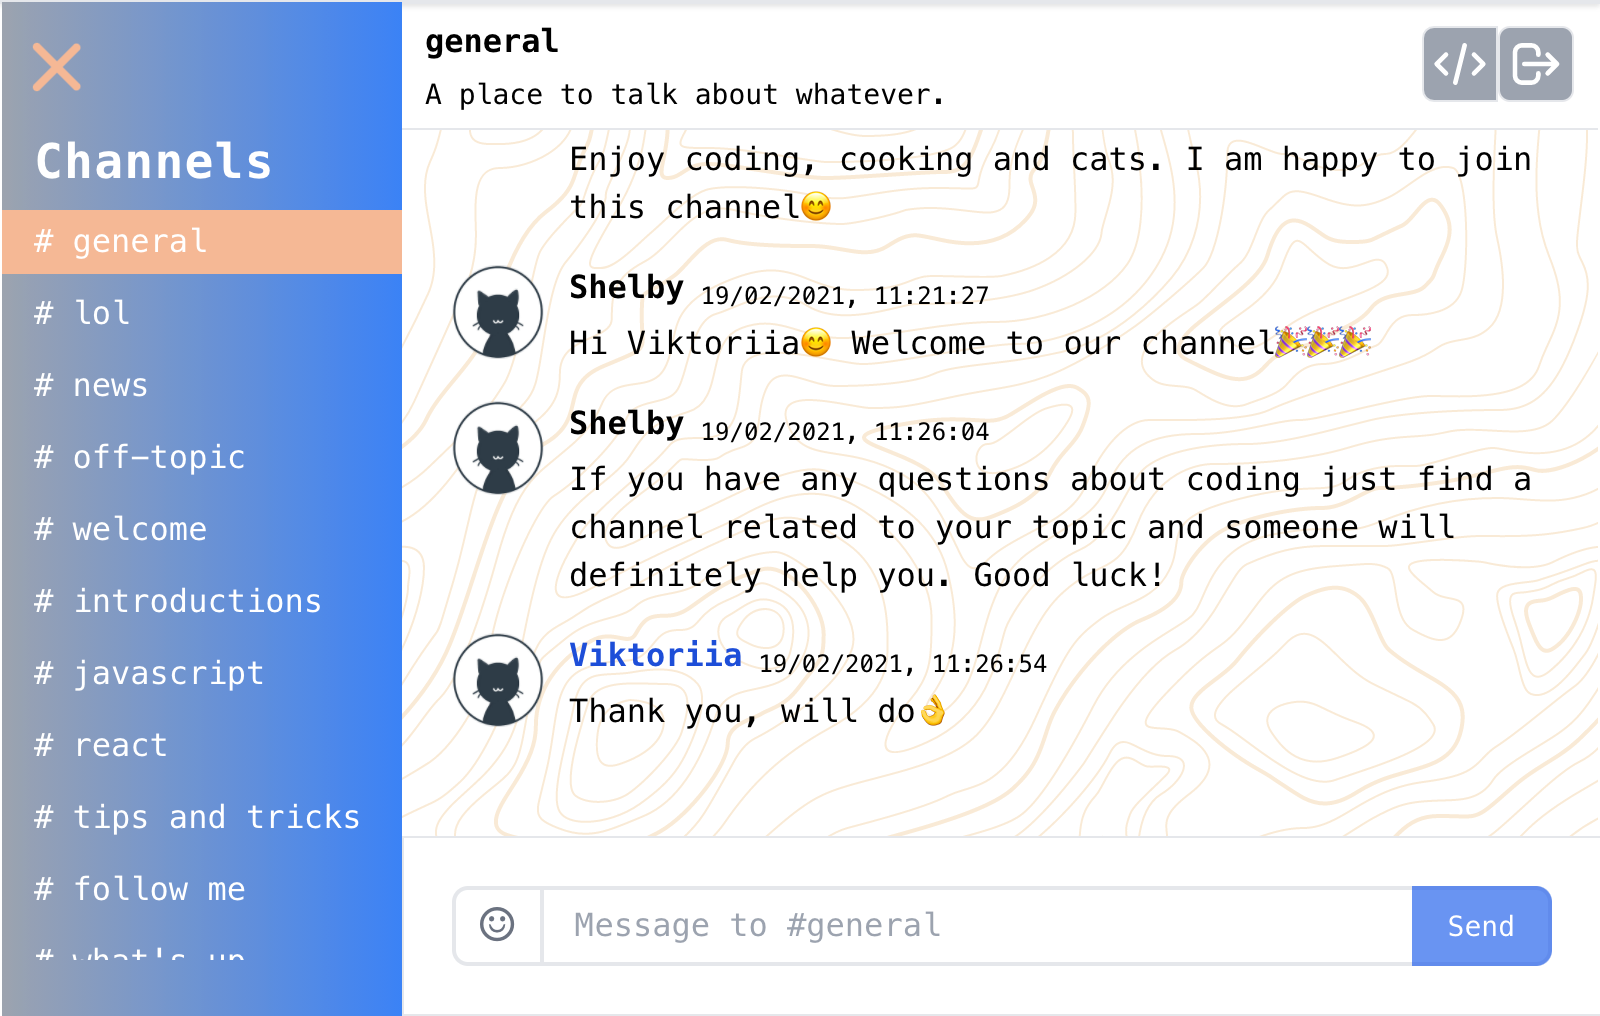 Channels
# general
# lol
# news
# off-topic
# welcome
# introductions
# javascript
# react
# tips and tricks
# follow me
# what's up
general
A place to talk about whatever.
Enjoy coding, cooking and cats. I am happy to join
this channel😊
Shelby 19/02/2021, 11:21:27
Hi Viktoriia😊 Welcome to our channel🎉🎉🎉
Shelby 19/02/2021, 11:26:04
If you have any questions about coding just find a
channel related to your topic and someone will
definitely help you. Good luck!
Viktoriia 19/02/2021, 11:26:54
Thank you, will do👌
Message to #general
Send